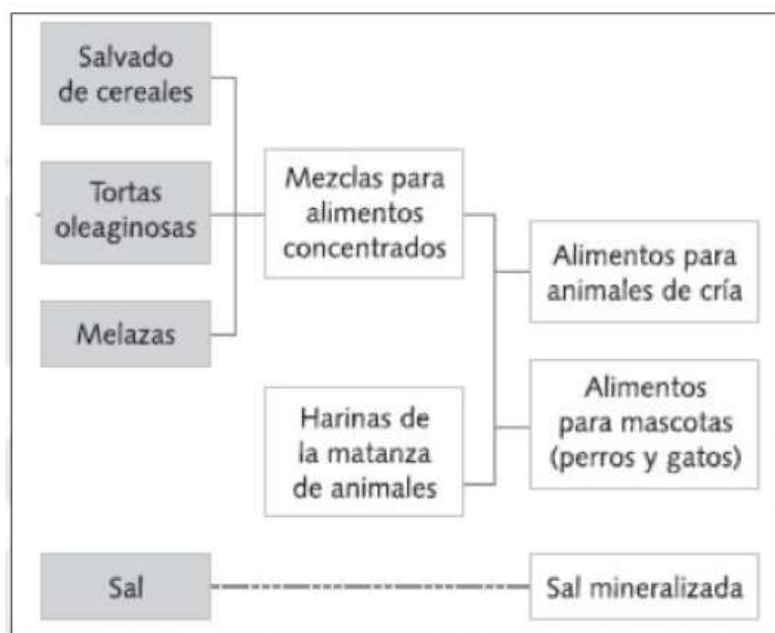 Salvado
de cereales
Tortas
oleaginosas
Melazas
Mezclas para
alimentos
concentrados
Harinas de
la matanza
de animales
Alimentos para
animales de cría
Alimentos
para mascotas
(perros y gatos)
Sal
Sal mineralizada